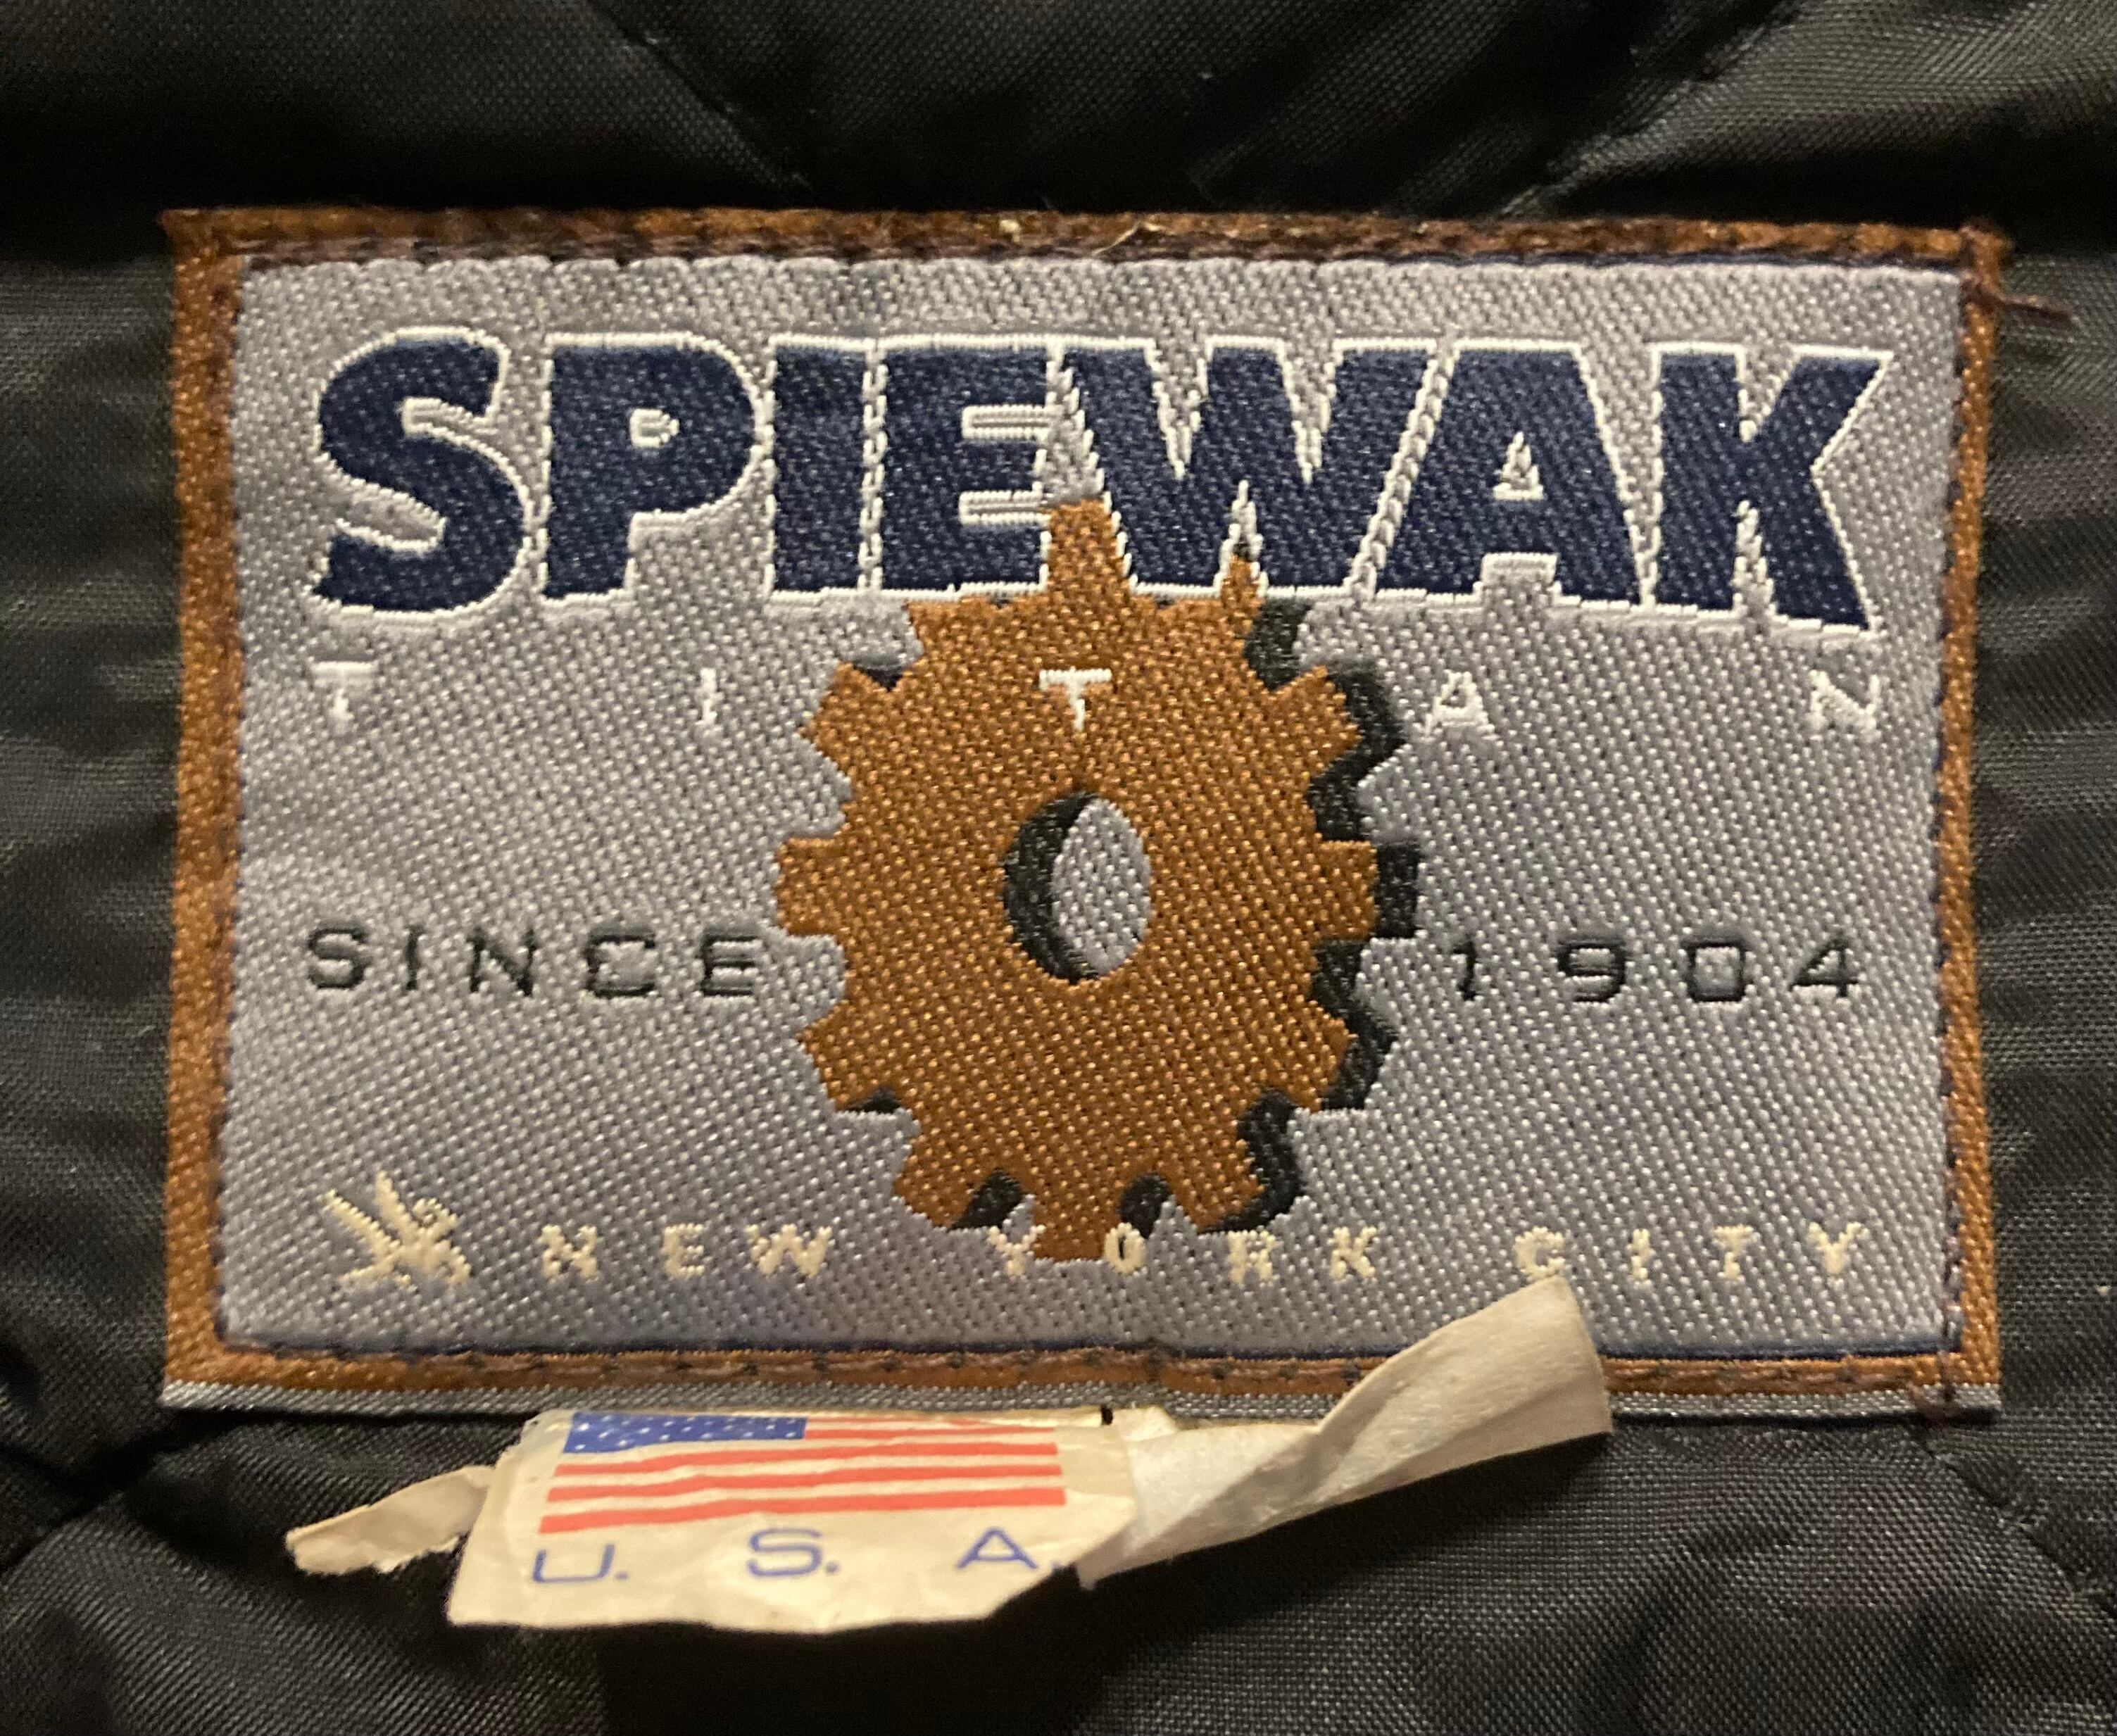 SPIEWAK
TITAN
SINCE 1904
NEW YORK CITY
U. S. A.